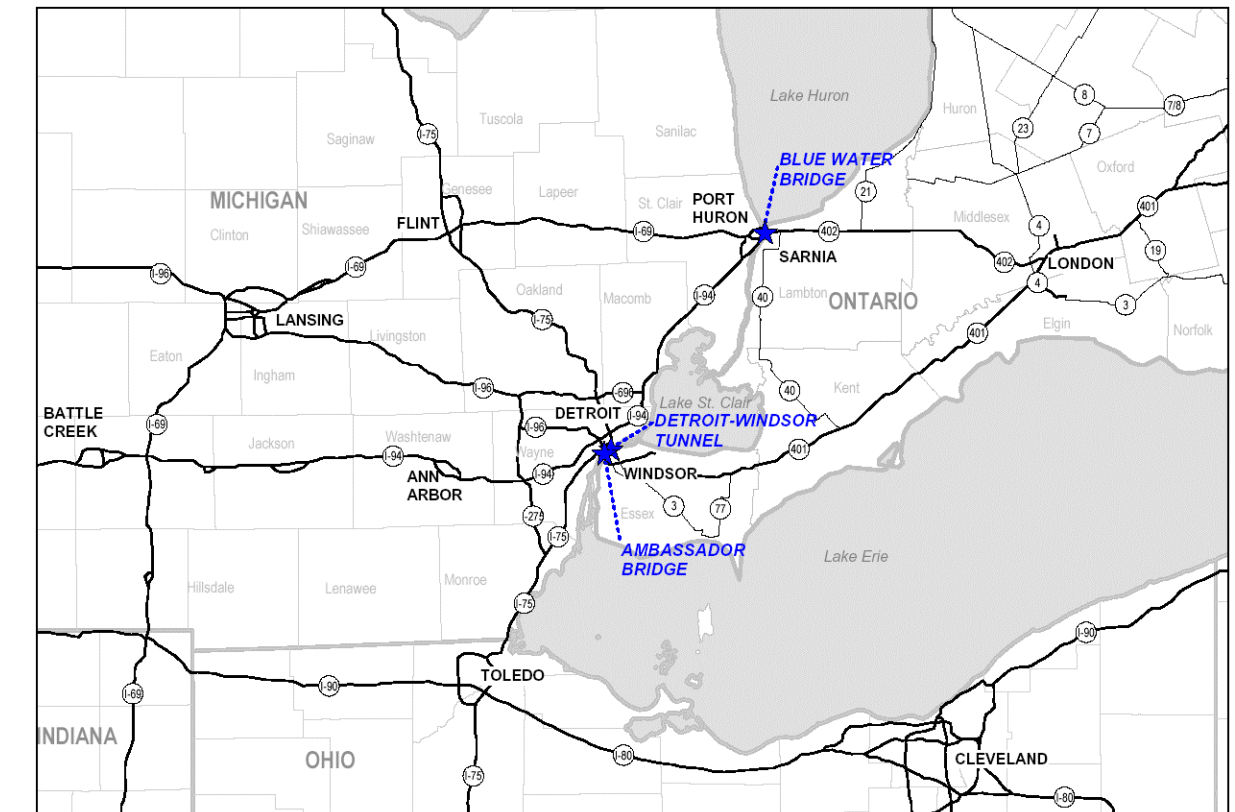 Lake Huron
Huron
8
7/8
23
7
I-75
Tuscola
Sanilac
Saginaw
BLUE WATER
BRIDGE
Oxford
Genesee
Lapeer
St. Clair
21
MICHIGAN
PORT
HURON
401
Middlesex
4
FLINT
Clinton
Shiawassee
I-69
402
19
SARNIA
402
LONDON
I-96
I-69
4
Oakland
Macomb
I-94
40
Lambton
ONTARIO
3
LANSING
I-75
Elgin
Norfolk
401
Livingston
Eaton
Ingham
I-96
-696
40
Kent
Lake St. Clair
BATTLE
CREEK
I-69
DETROIT
I-94
DETROIT-WINDSOR
TUNNEL
I-96
Jackson
Washtenaw
Wayne
I-94
401
ANN
ARBOR
I-94
WINDSOR
3
77
Essex
-275
I-75
AMBASSADOR
BRIDGE
Lake Erie
Hillsdale
Lenawee
Monroe
I-75
I-90
TOLEDO
I-69
I-90
INDIANA
OHIO
I-80
CLEVELAND
I-75
I-80